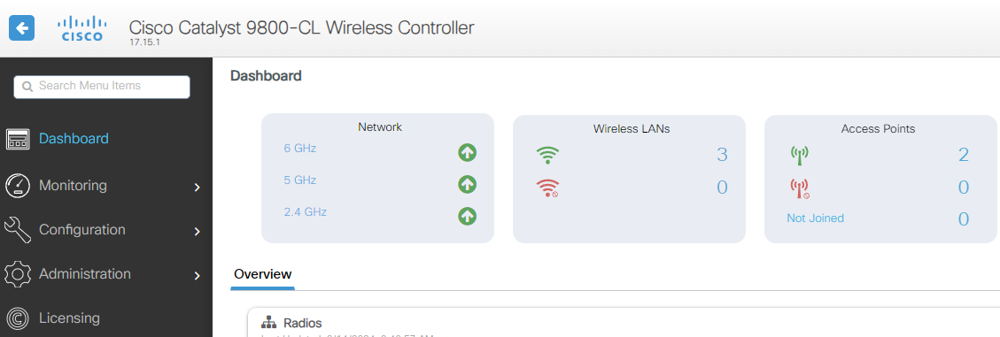 CISCO
Cisco Catalyst 9800-CL Wireless Controller
17.15.1
Search Menu Items
Dashboard
Monitoring
Configuration
Administration
Licensing
Dashboard
Network
6 GHz
5 GHz
2.4 GHz
Wireless LANs
3
0
Access Points
2
0
Not Joined 0
Overview
Radios